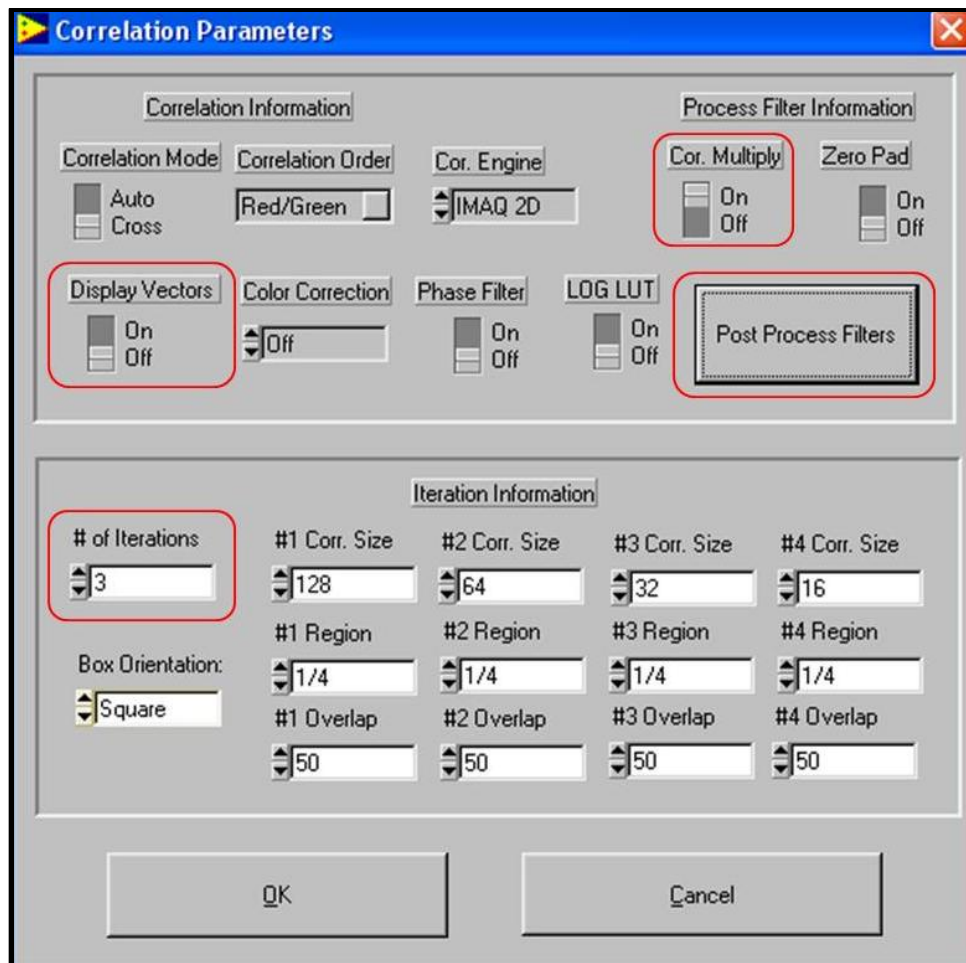 Correlation Parameters
Correlation Information
Process Filter Information
Correlation Mode
Auto
Cross
Correlation Order
Red/Green
Cor. Engine
IMAQ 2D
Cor. Multiply
On
Off
Zero Pad
On
Off
Display Vectors
On
Off
Color Correction
Off
Phase Filter
On
Off
LOG LUT
On
Off
Post Process Filters
Iteration Information
# of Iterations
3
#1 Corr. Size
128
#2 Corr. Size
64
#3 Corr. Size
32
#4 Corr. Size
16
Box Orientation:
Square
#1 Region
1/4
#2 Region
1/4
#3 Region
1/4
#4 Region
1/4
#1 Overlap
50
#2 Overlap
50
#3 Overlap
50
#4 Overlap
50
OK
Cancel